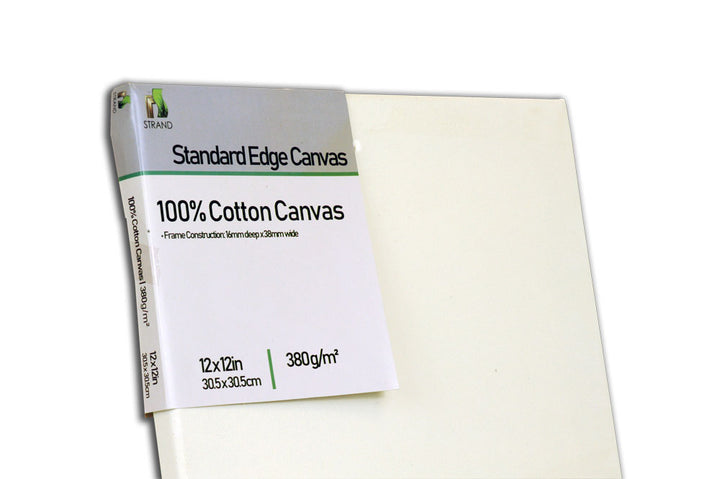 STRAND
STRAND
Standard Edge Canvas
100% Cotton Canvas
• Frame Construction: 16mm deep x 38mm wide
12x12in
30.5x30.5cm
380g/m²
100% Cotton Canvas | 380g/m²
12x12in
30.5x30.5cm